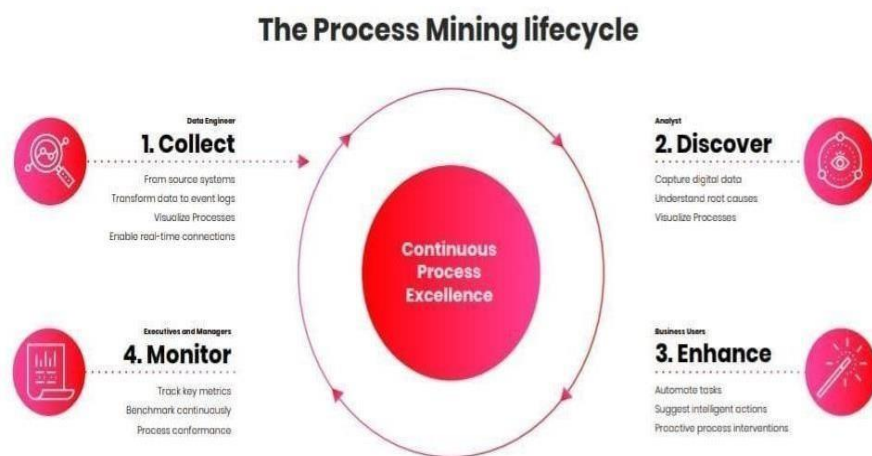 The Process Mining lifecycle
Data Engineer
1. Collect
From source systems
Transform data to event logs
Visualize Processes
Enable real-time connections
Analyst
2. Discover
Capture digital data
Understand root causes
Visualize Processes
Continuous
Process
Excellence
Executives and Managers
4. Monitor
Track key metrics
Benchmark continuously
Process conformance
Business Users
3. Enhance
Automate tasks
Suggest intelligent actions
Proactive process interventions